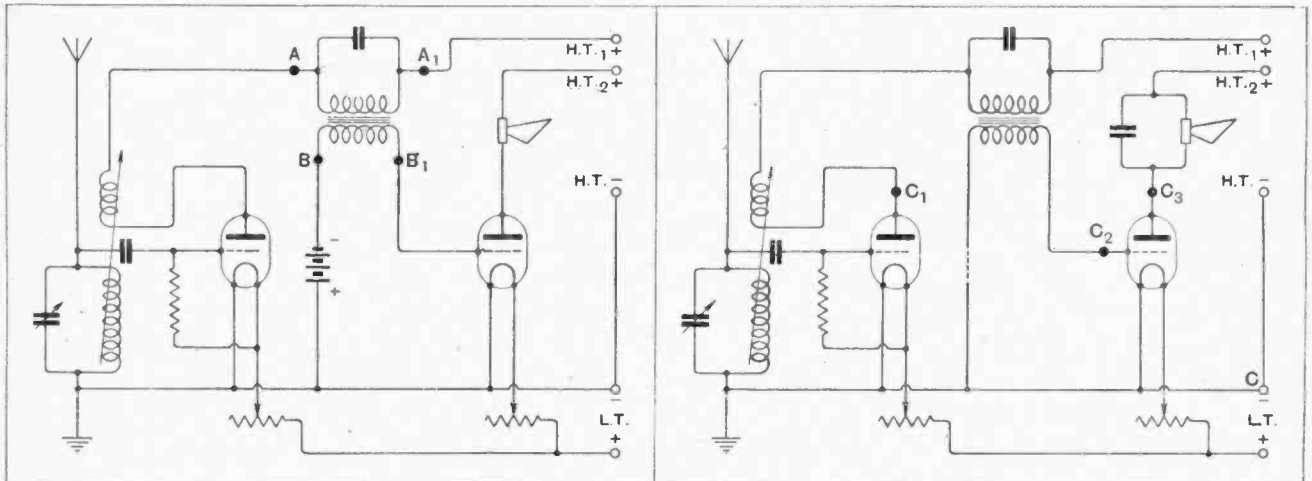 A
A1
H.T.1+
H.T.2+
B
B1
H.T. −
−
+
−
L.T.
+
H.T.1+
H.T.2+
C1
C3
H.T. −
C2
C
−
L.T.
+